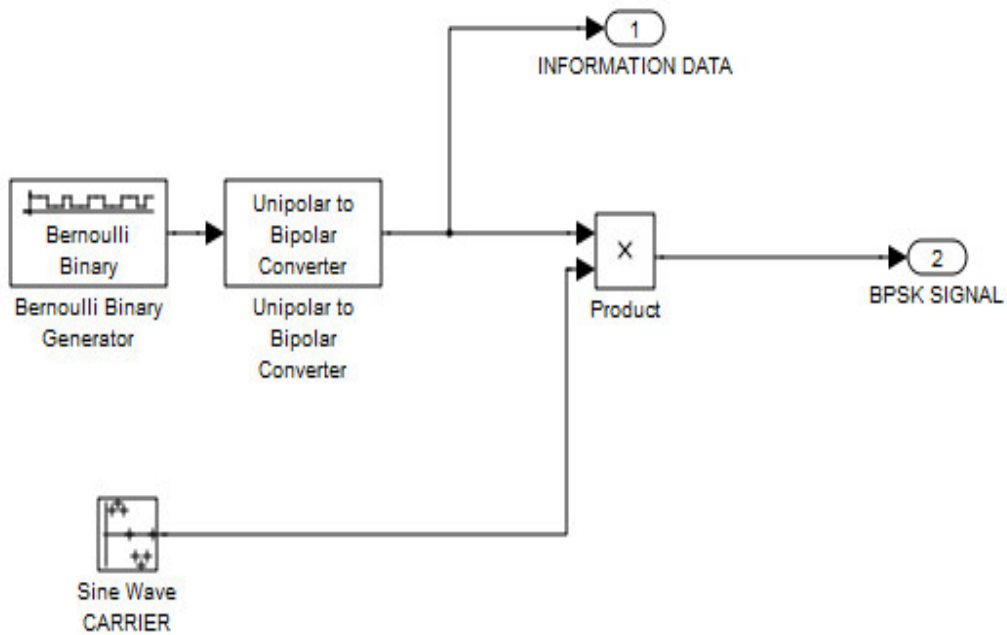 1
INFORMATION DATA
Bernoulli
Binary
Bernoulli Binary
Generator
Unipolar to
Bipolar
Converter
Unipolar to
Bipolar
Converter
X
Product
2
BPSK SIGNAL
Sine Wave
CARRIER